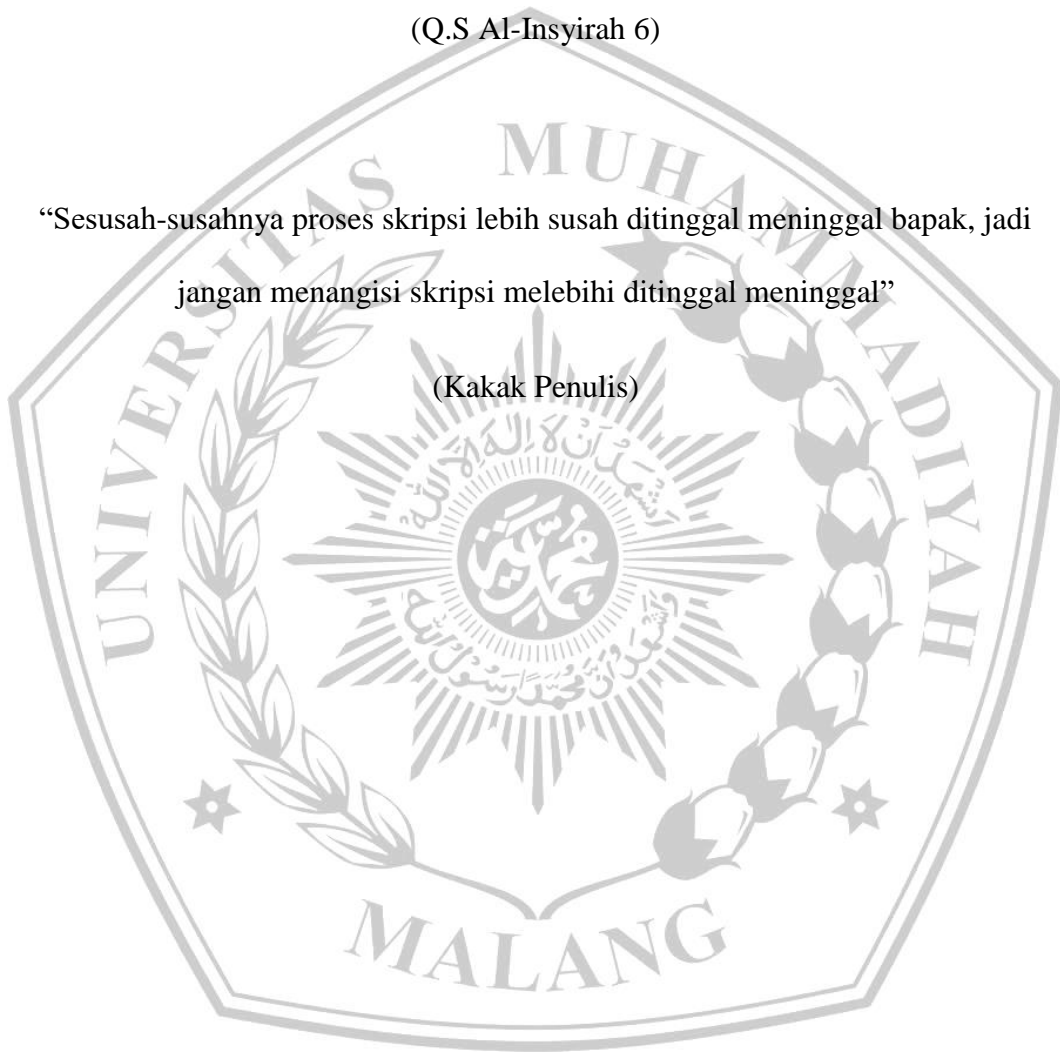 (Q.S Al-Insyirah 6)
“Sesusah-susahnya proses skripsi lebih susah ditinggal meninggal bapak, jadi
jangan menangisi skripsi melebihi ditinggal meninggal”
(Kakak Penulis)
UNIVERSITAS MUHAMMADIYAH
MALANG